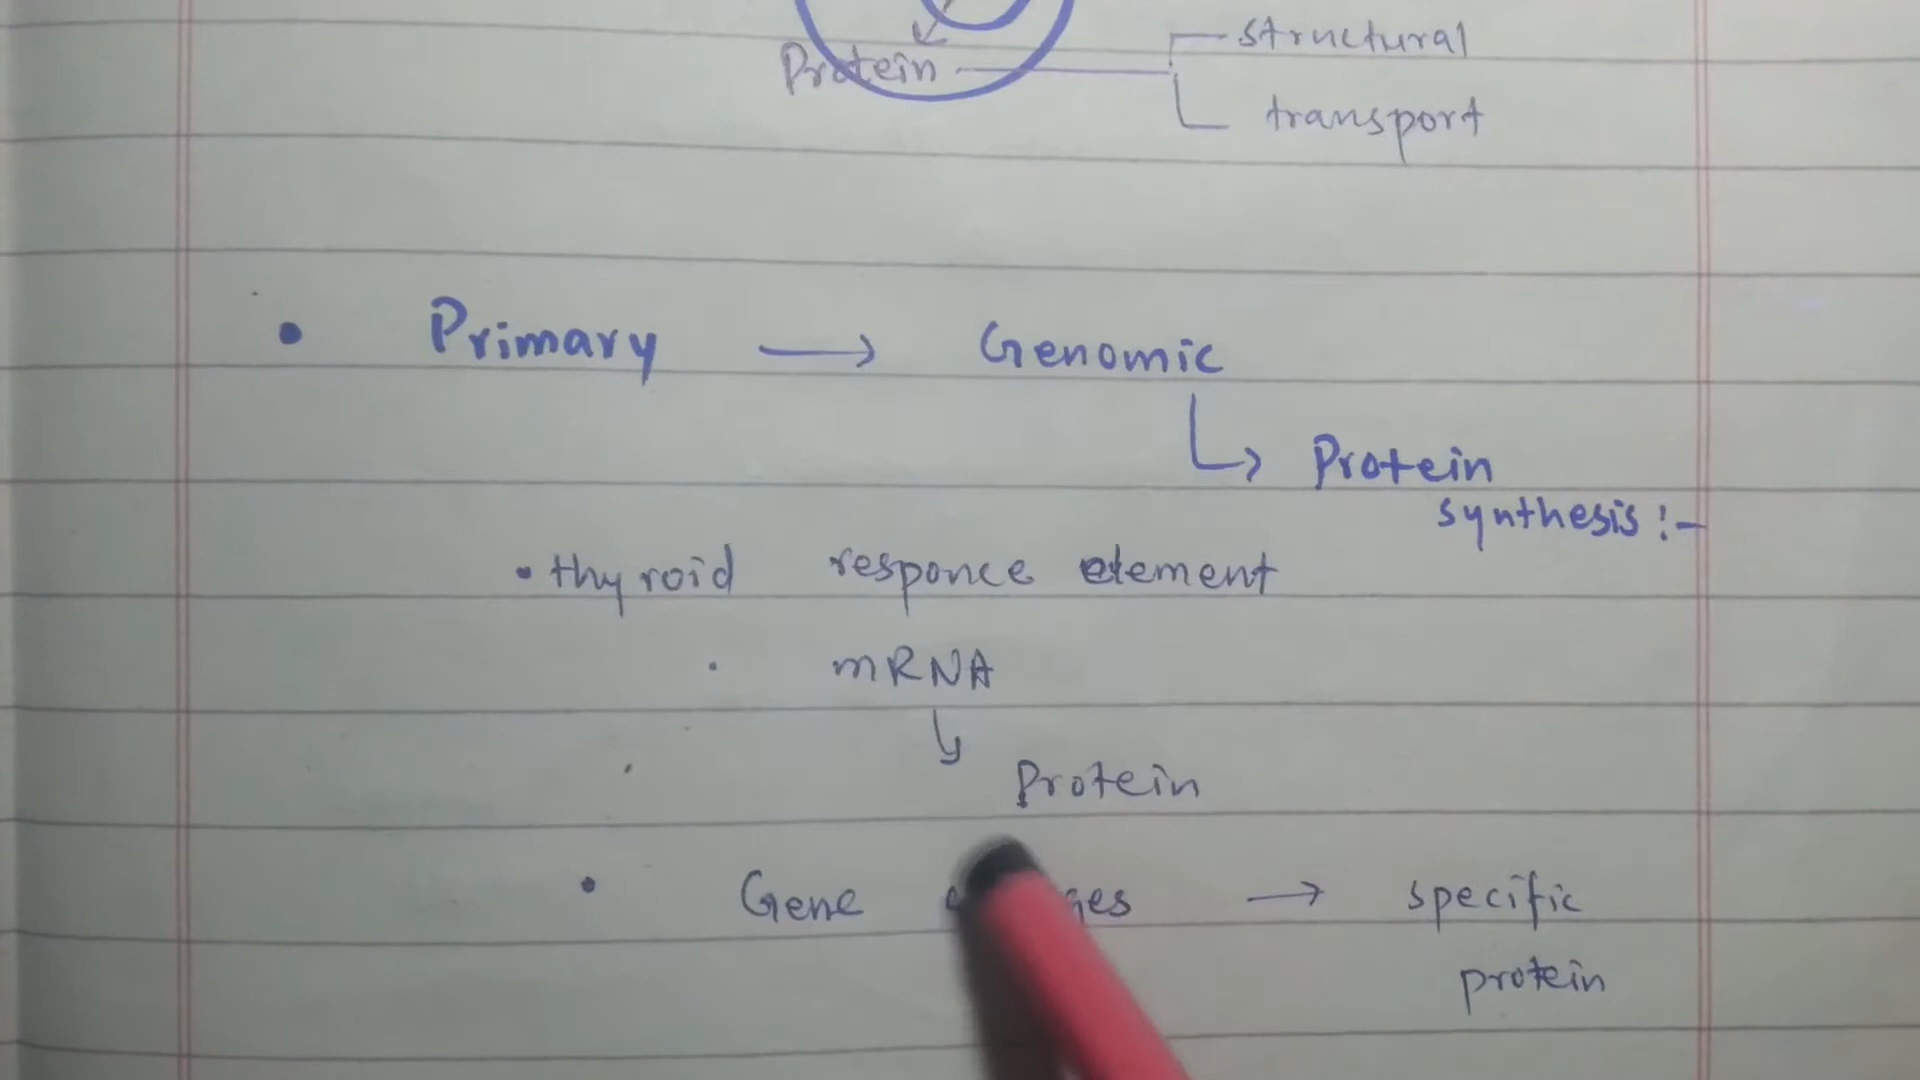 structural
Protein
transport
• Primary → Genomic
↳ Protein
synthesis :-
• thyroid responce element
• mRNA
↳ Protein
• Gene → specific
protein